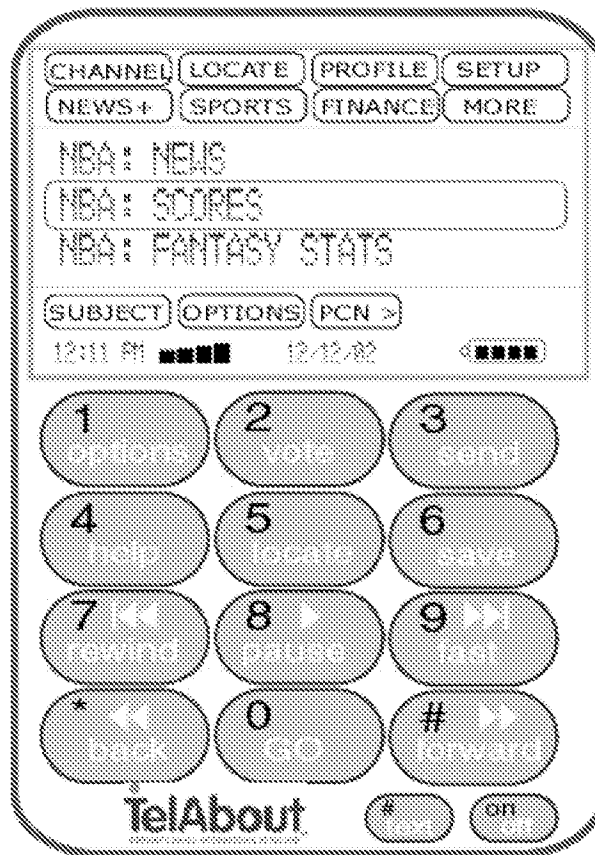 CHANNEL LOCATE PROFILE SETUP
NEWS+ SPORTS FINANCE MORE
NBA: NEWS
NBA: SCORES
NBA: FANTASY STATS
SUBJECT OPTIONS PCN >
12:11 PM 12/12/02
1 2 3
options vote send
4 5 6
help locate save
7 8 9
rewind pause fast
* 0 #
back GO forward
TelAbout
# on
off